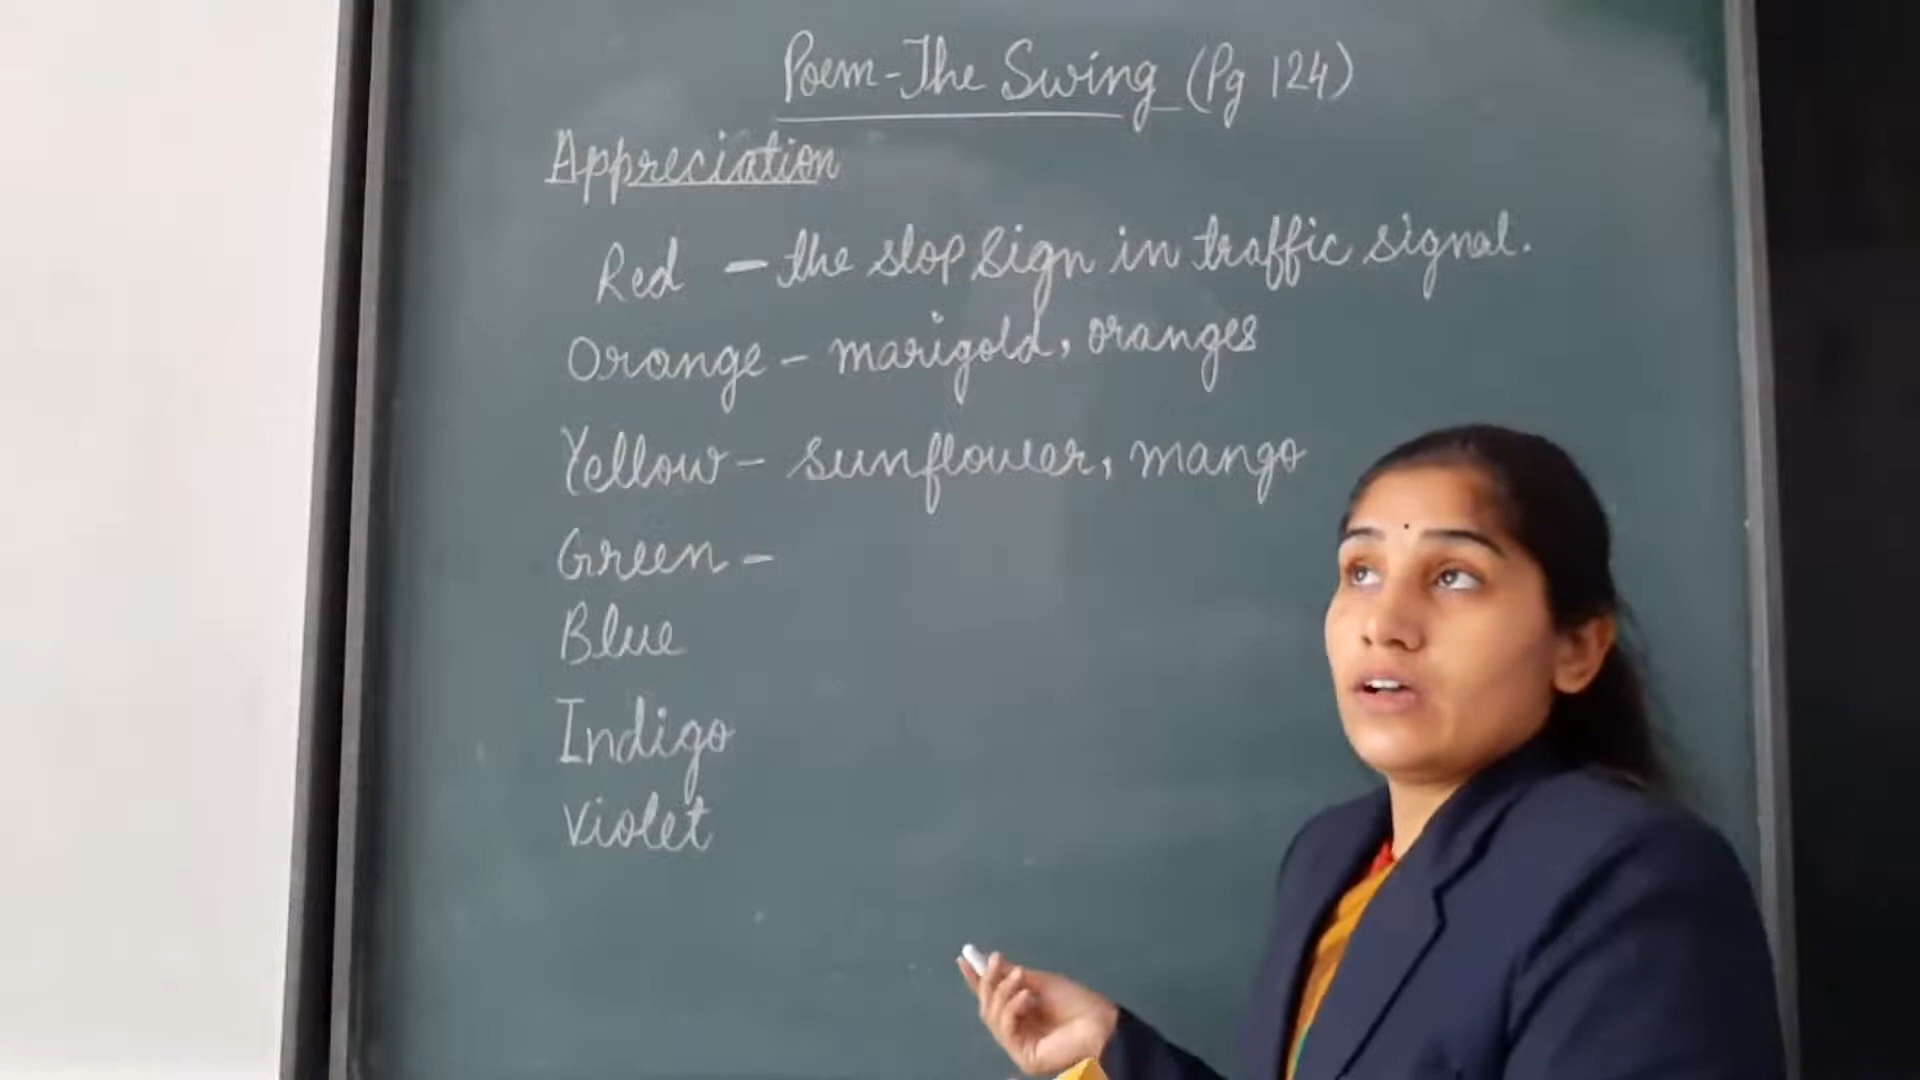 Poem-The Swing (Pg 124)
Appreciation
Red - the stop sign in traffic signal.
Orange - marigold, oranges
Yellow - sunflower, mango
Green -
Blue
Indigo
Violet